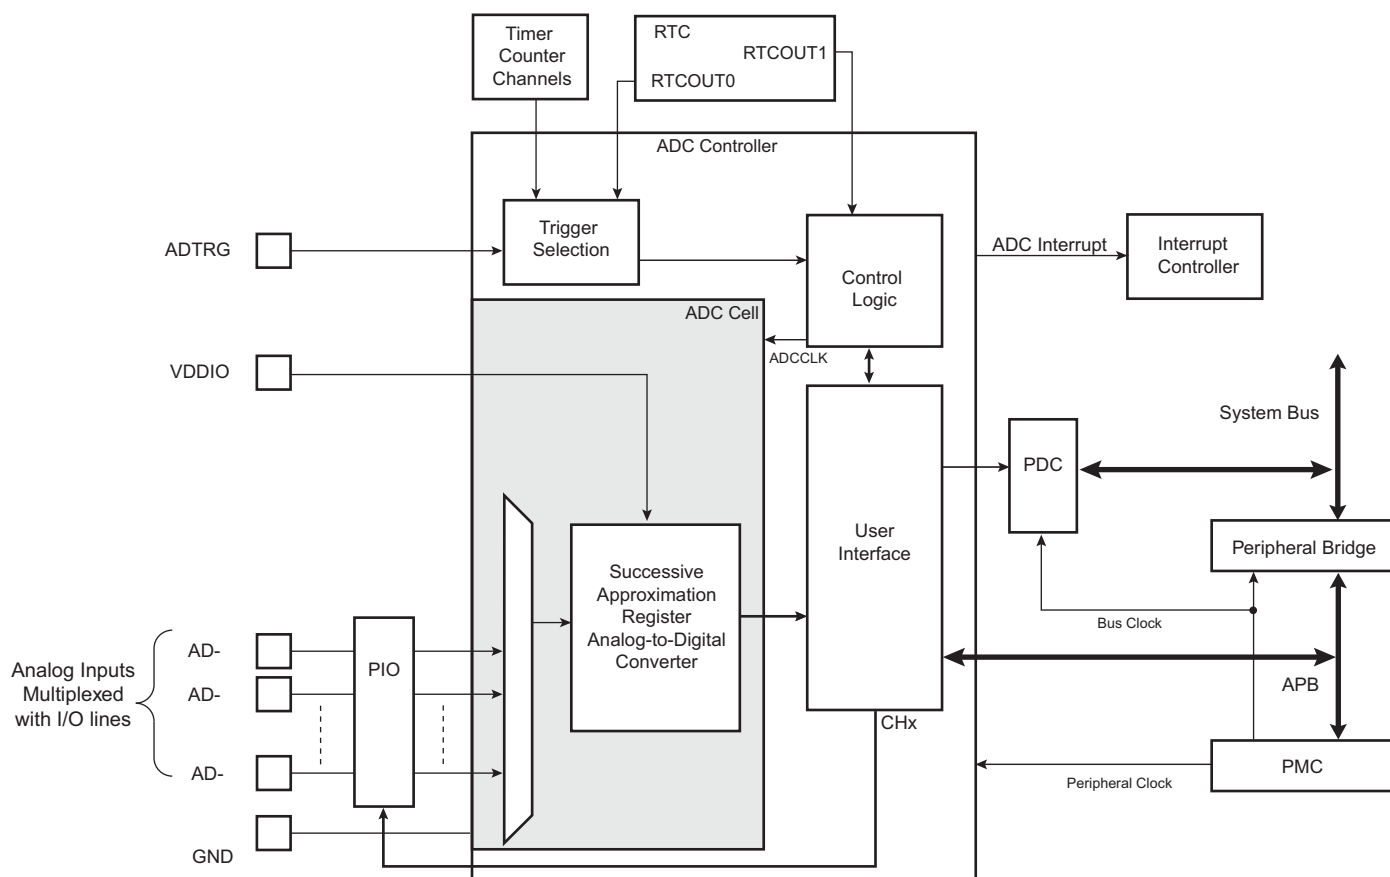 Timer
Counter
Channels
RTC
RTCOUT1
RTCOUT0
ADC Controller
ADTRG
Trigger
Selection
Control
Logic
ADC Interrupt
Interrupt
Controller
ADC Cell
ADCCLK
VDDIO
System Bus
PDC
User
Interface
Peripheral Bridge
Successive
Approximation
Register
Analog-to-Digital
Converter
Bus Clock
Analog Inputs
Multiplexed
with I/O lines
AD-
AD-
AD-
PIO
APB
CHx
PMC
Peripheral Clock
GND